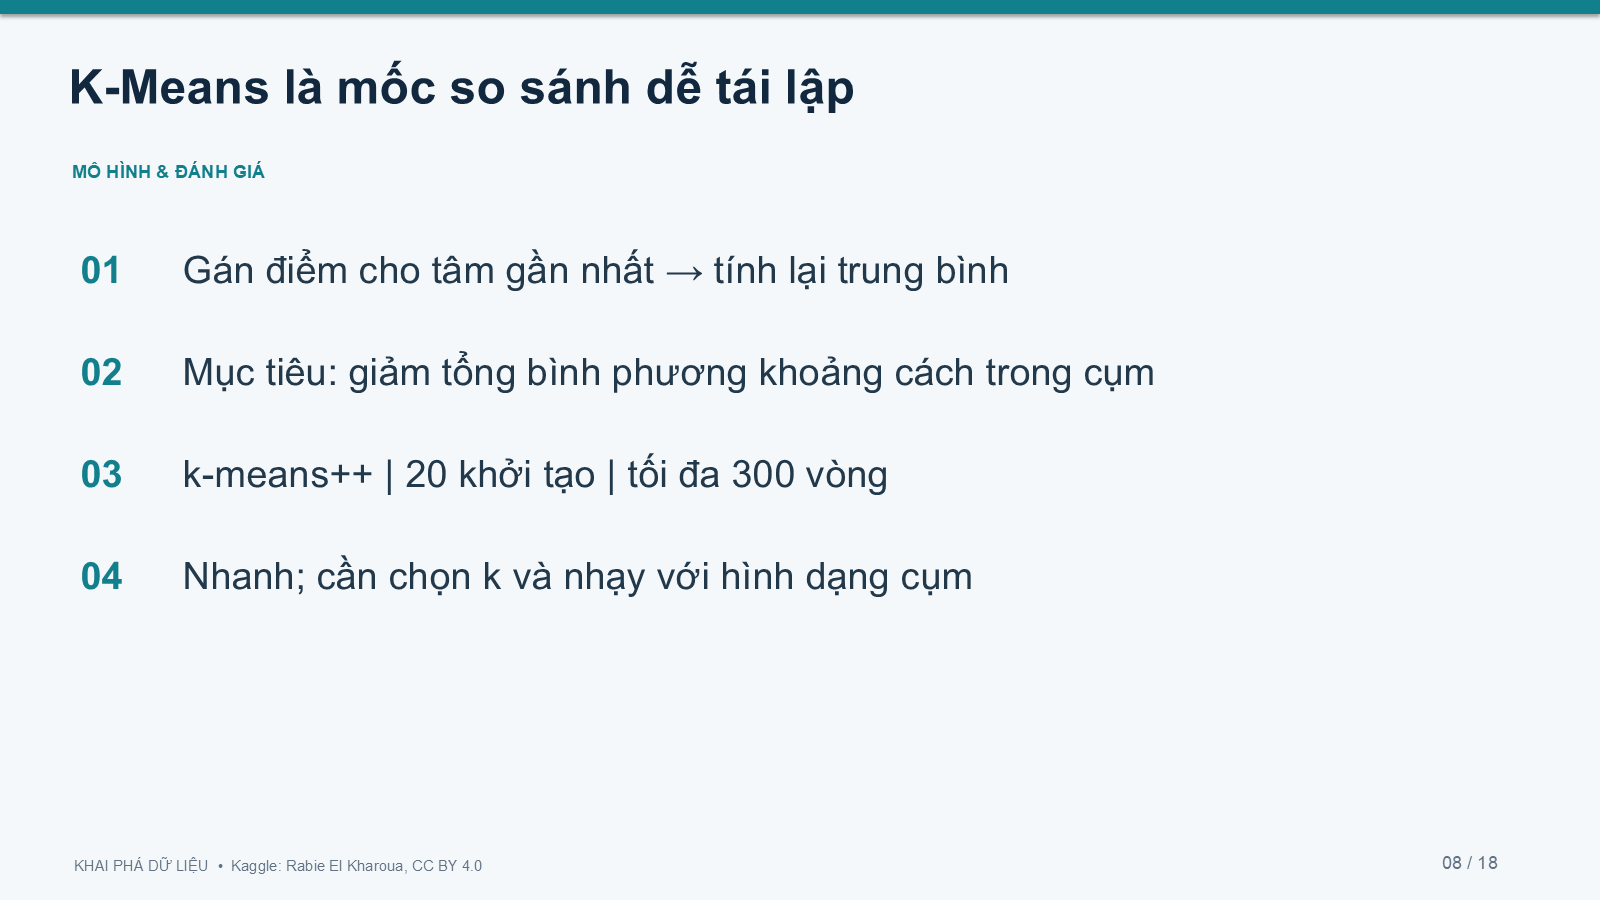 K-Means là mốc so sánh dễ tái lập
MÔ HÌNH & ĐÁNH GIÁ
01 Gán điểm cho tâm gần nhất → tính lại trung bình
02 Mục tiêu: giảm tổng bình phương khoảng cách trong cụm
03 k-means++ | 20 khởi tạo | tối đa 300 vòng
04 Nhanh; cần chọn k và nhạy với hình dạng cụm
KHAI PHÁ DỮ LIỆU • Kaggle: Rabie El Kharoua, CC BY 4.0
08 / 18